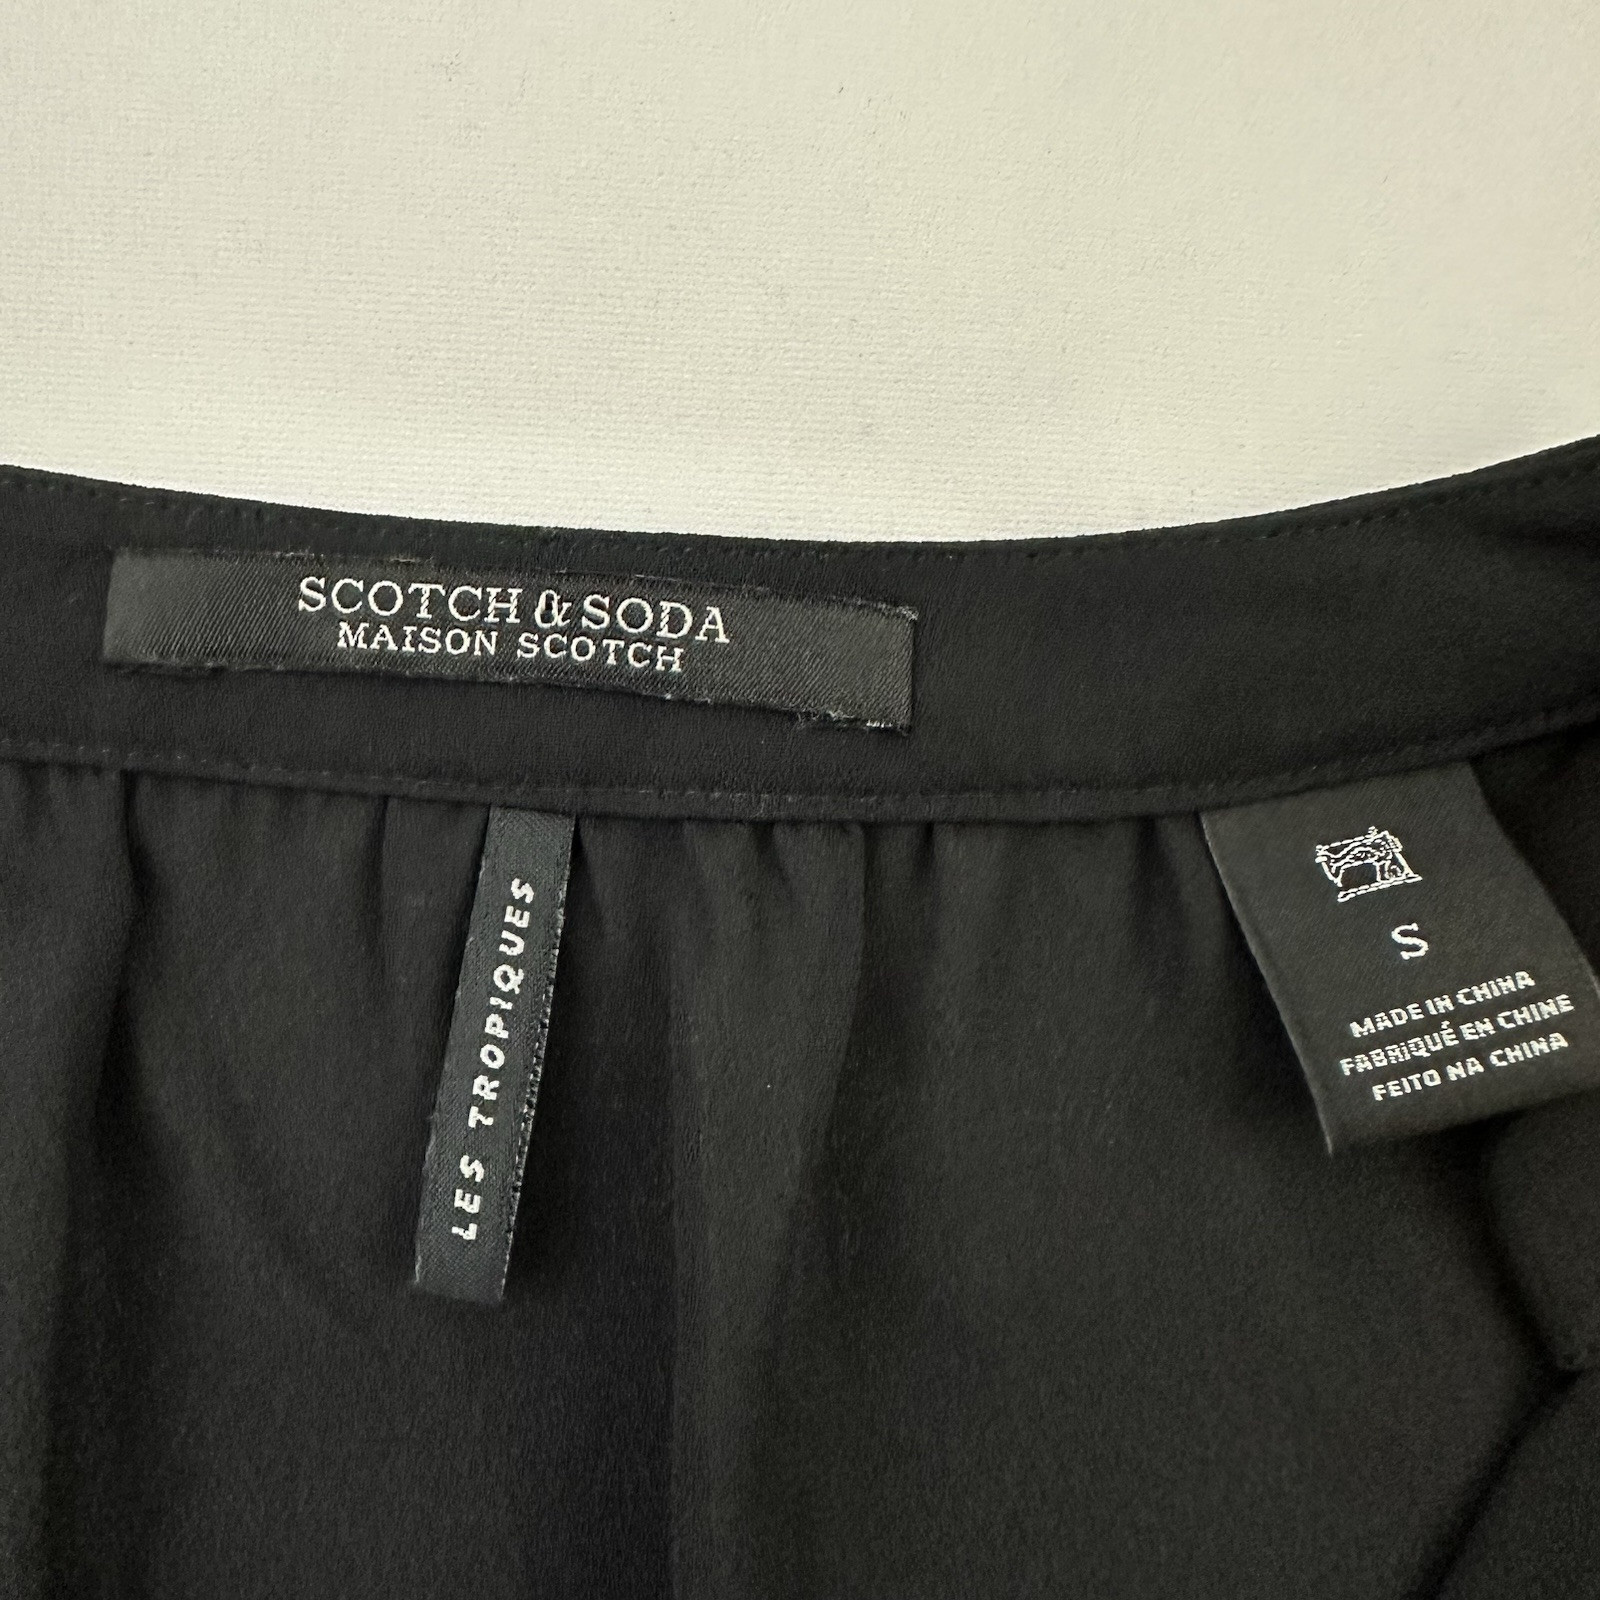 SCOTCH & SODA
MAISON SCOTCH
LES TROPIQUES
S
MADE IN CHINA
FABRIQUÉ EN CHINE
FEITO NA CHINA